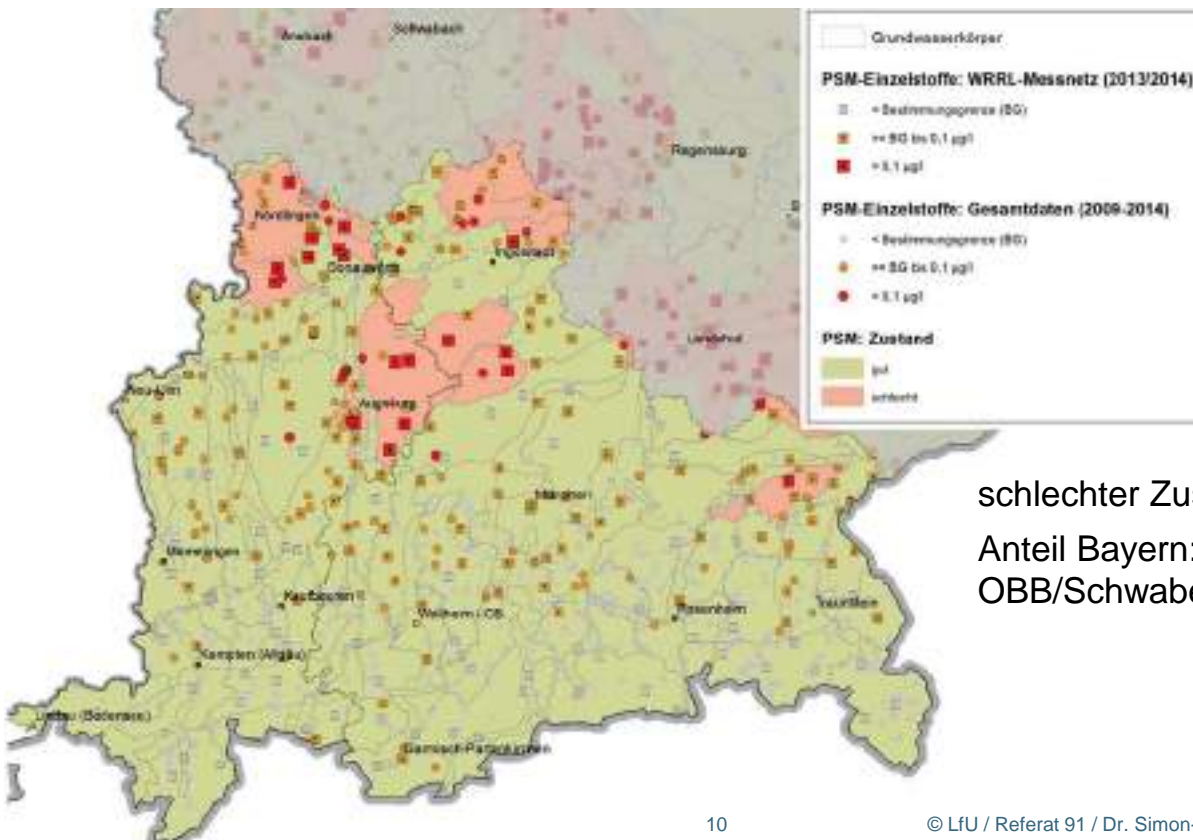 Ansbach
Schwabach
Regensburg
Nördlingen
Donauwörth
Ingolstadt
Landshut
Neu-Ulm
Augsburg
München
Memmingen
Kaufbeuren
Weilheim i.OB
Rosenheim
Traunstein
Kempten (Allgäu)
Lindau (Bodensee)
Garmisch-Partenkirchen
Grundwasserkörper
PSM-Einzelstoffe: WRRL-Messnetz (2013/2014)
< Bestimmungsgrenze (BG)
>= BG bis 0,1 µg/l
> 0,1 µg/l
PSM-Einzelstoffe: Gesamtdaten (2009-2014)
< Bestimmungsgrenze (BG)
>= BG bis 0,1 µg/l
> 0,1 µg/l
PSM: Zustand
gut
schlecht
schlechter Zus
Anteil Bayern:
OBB/Schwabe
10
© LfU / Referat 91 / Dr. Simon-